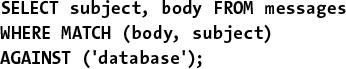 SELECT subject, body FROM messages
WHERE MATCH (body, subject)
AGAINST ('database');